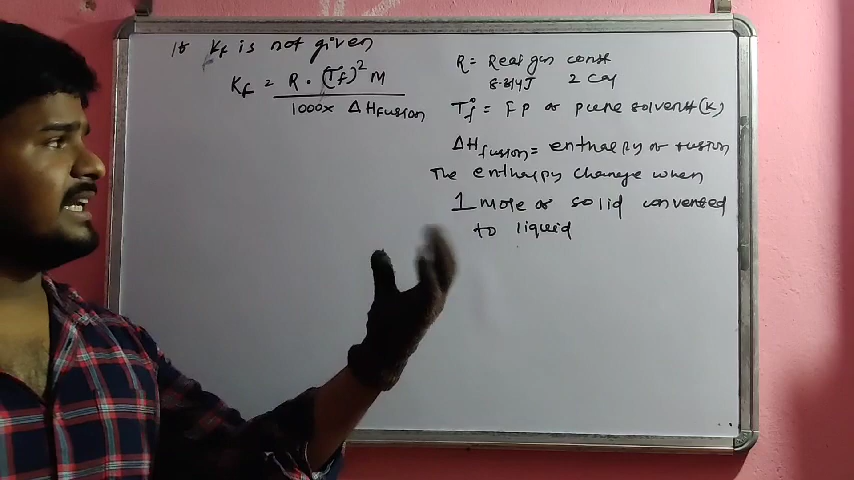 If Kf is not given
Kf = R · (Tf)² M
1000x ΔHfusion
R = Real gas const
8.314J 2 Cal
T°f = F P of pure solvent (K)
ΔHfusion = enthalpy of fusion
The enthalpy change when
1 mole of solid converted
to liquid